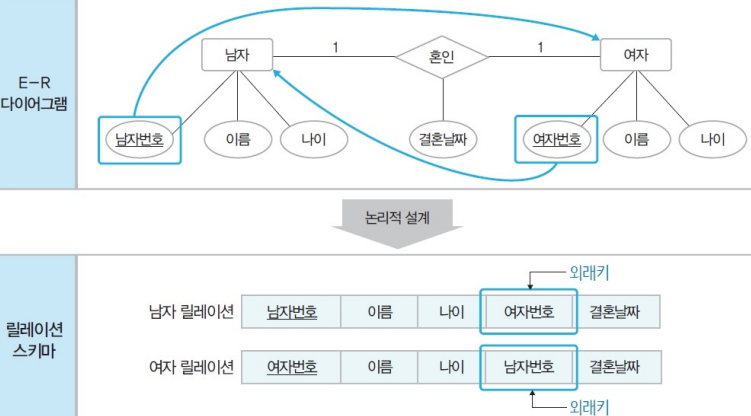 E-R
다이어그램
남자
1
혼인
1
여자
남자번호
이름
나이
결혼날짜
여자번호
이름
나이
논리적 설계
릴레이션
스키마
외래키
남자 릴레이션
남자번호
이름
나이
여자번호
결혼날짜
여자 릴레이션
여자번호
이름
나이
남자번호
결혼날짜
외래키